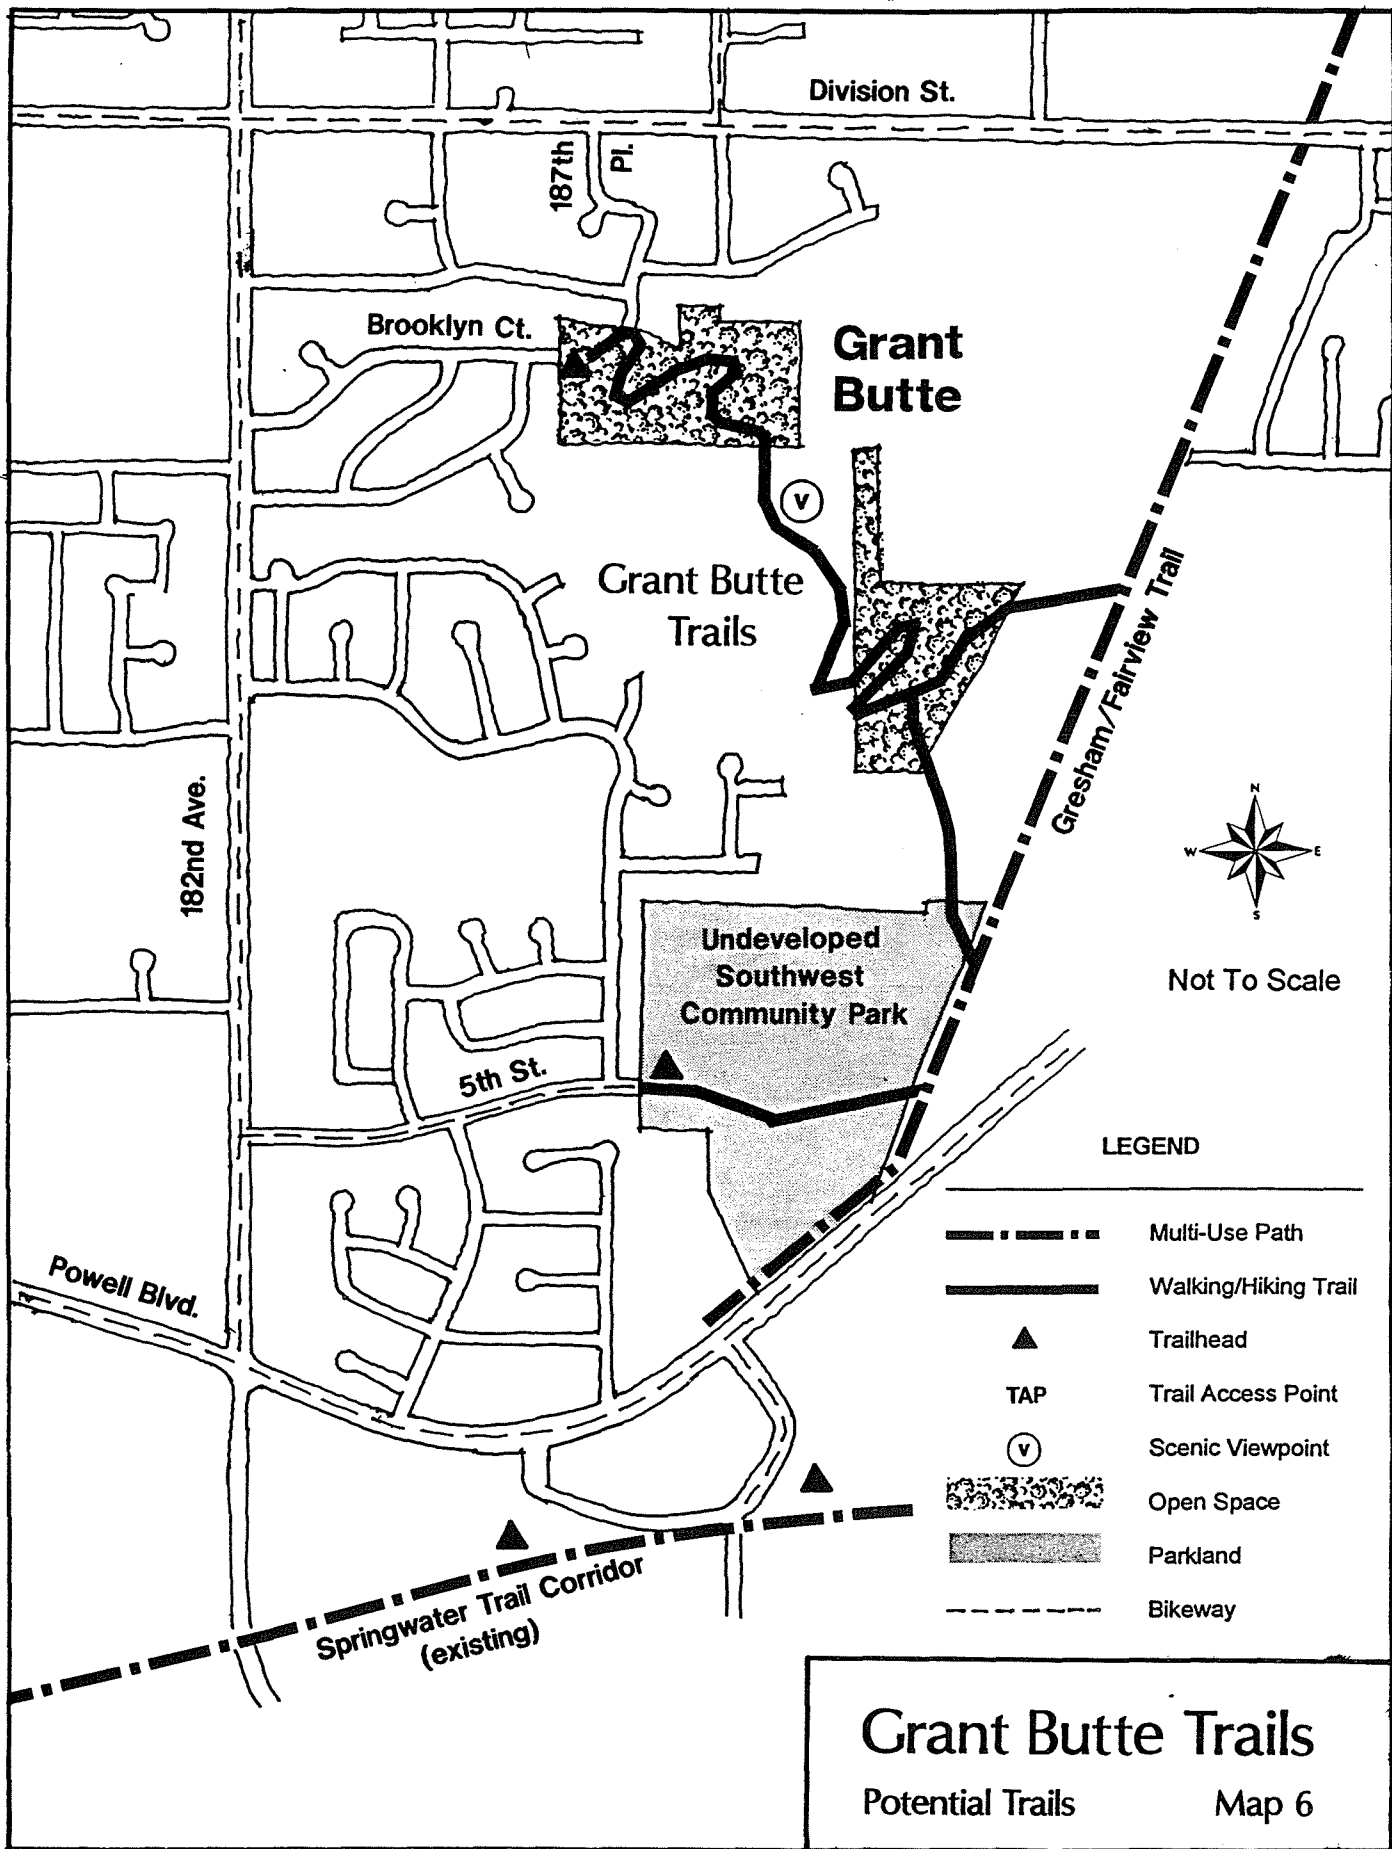 Division St.
187th
Pl.
Brooklyn Ct.
Grant
Butte
V
Grant Butte
Trails
Gresham/Fairview Trail
182nd Ave.
N
W
E
S
Not To Scale
Undeveloped
Southwest
Community Park
5th St.
Powell Blvd.
Springwater Trail Corridor
(existing)
LEGEND
Multi-Use Path
Walking/Hiking Trail
Trailhead
TAP
Trail Access Point
V
Scenic Viewpoint
Open Space
Parkland
Bikeway
Grant Butte Trails
Potential Trails
Map 6